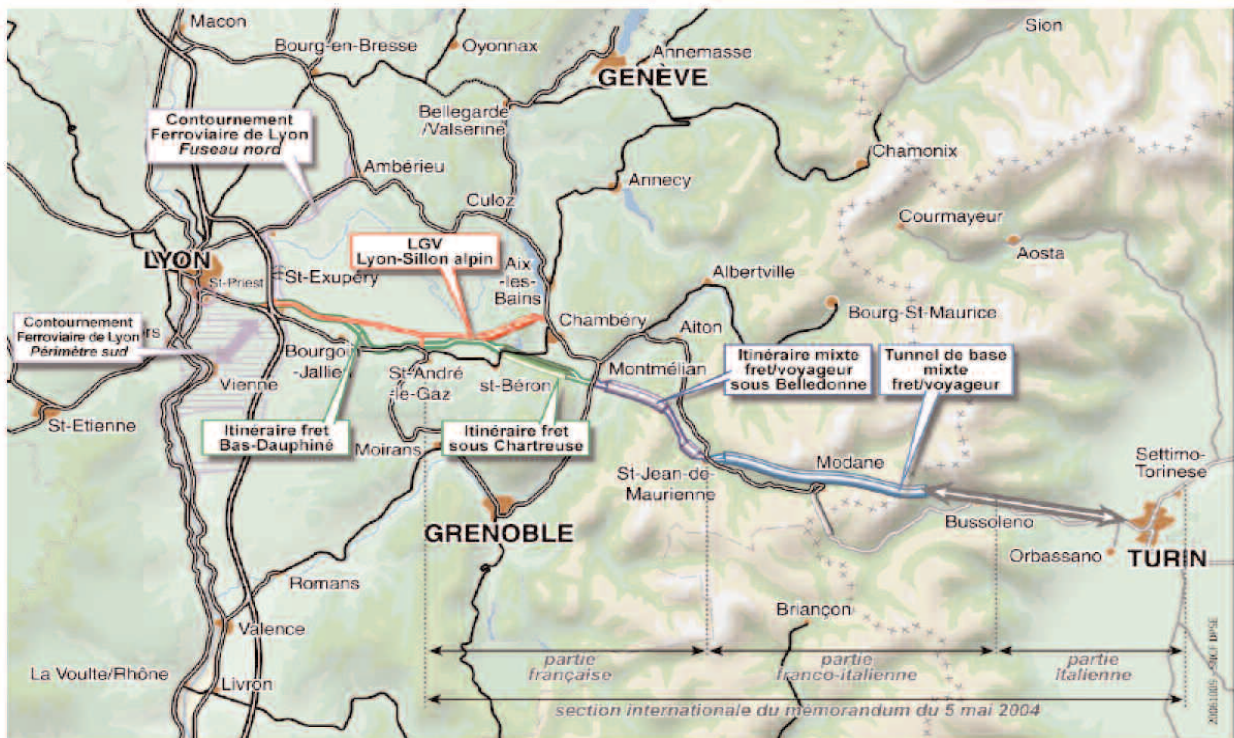 Macon
Bourg-en-Bresse
Oyonnax
Annemasse
Sion
GENÈVE
Bellegarde
/Valserine
Contournement
Ferroviaire de Lyon
Fuseau nord
Ambérieu
Chamonix
Annecy
Culoz
Courmayeur
Aosta
LGV
Lyon-Sillon alpin
LYON
St-Exupéry
St-Priest
Aix
-les-
Bains
Albertville
Bourg-St-Maurice
Chambéry
Aiton
Contournement
Ferroviaire de Lyon
Périmètre sud
Bourgoin
-Jallieu
St-André
-le-Gaz
st-Béron
Montmélian
Itinéraire mixte
fret/voyageur
sous Belledonne
Tunnel de base
mixte
fret/voyageur
Vienne
St-Etienne
Itinéraire fret
Bas-Dauphiné
Moirans
Itinéraire fret
sous Chartreuse
St-Jean-de-
Maurienne
Modane
Settimo-
Torinese
GRENOBLE
Bussoleno
Orbassano
TURIN
Romans
Briançon
Valence
La Voulte/Rhône
Livron
partie
française
partie
franco-italienne
partie
Italienne
section internationale du mémorandum du 5 mai 2004